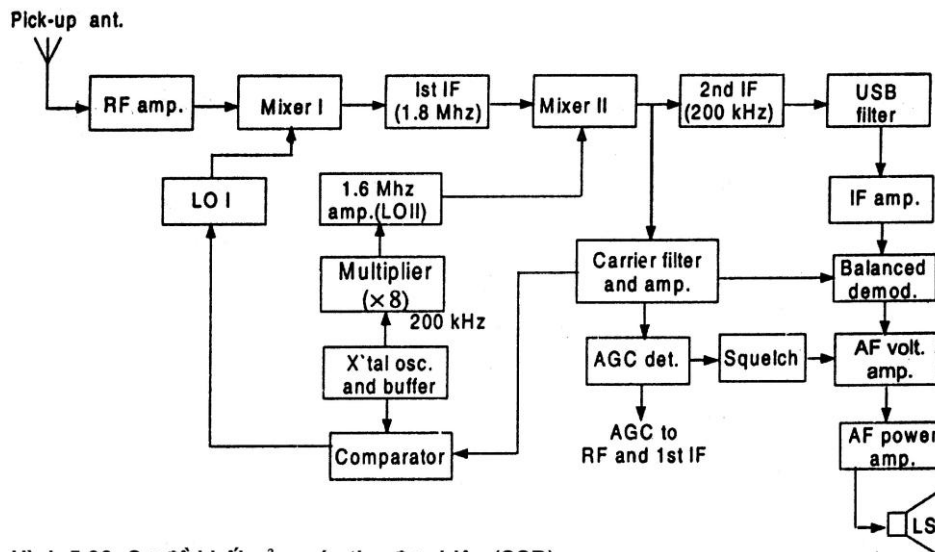 Pick-up ant.
RF amp.
Mixer I
Ist IF
(1.8 Mhz)
Mixer II
2nd IF
(200 kHz)
USB
filter
LO I
1.6 Mhz
amp.(LOII)
IF amp.
Multiplier
(×8)
200 kHz
Carrier filter
and amp.
Balanced
demod.
X`tal osc.
and buffer
AGC det.
Squelch
AF volt.
amp.
Comparator
AGC to
RF and 1st IF
AF power
amp.
LS